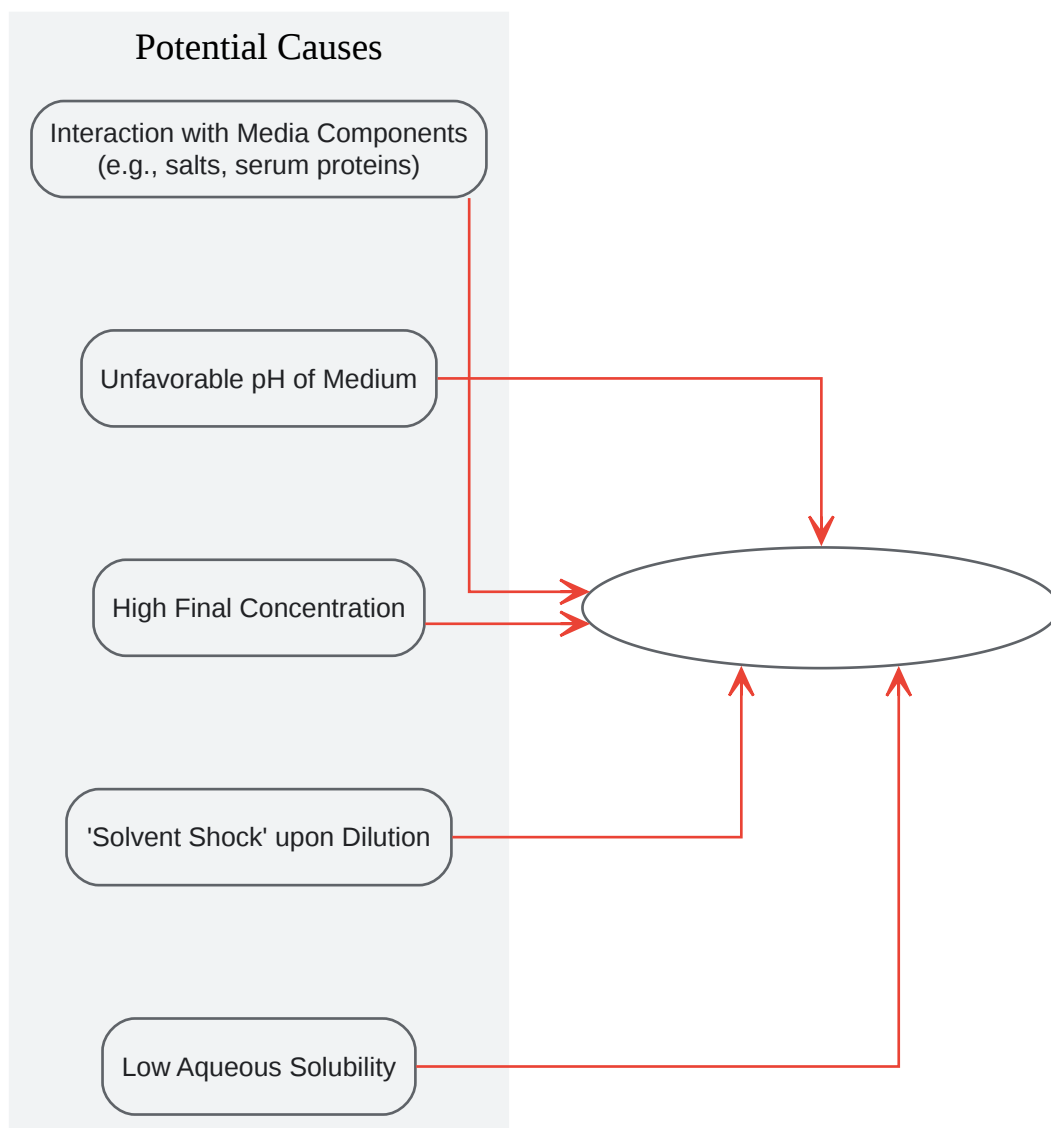 Potential Causes
Interaction with Media Components
(e.g., salts, serum proteins)
Unfavorable pH of Medium
High Final Concentration
'Solvent Shock' upon Dilution
Low Aqueous Solubility